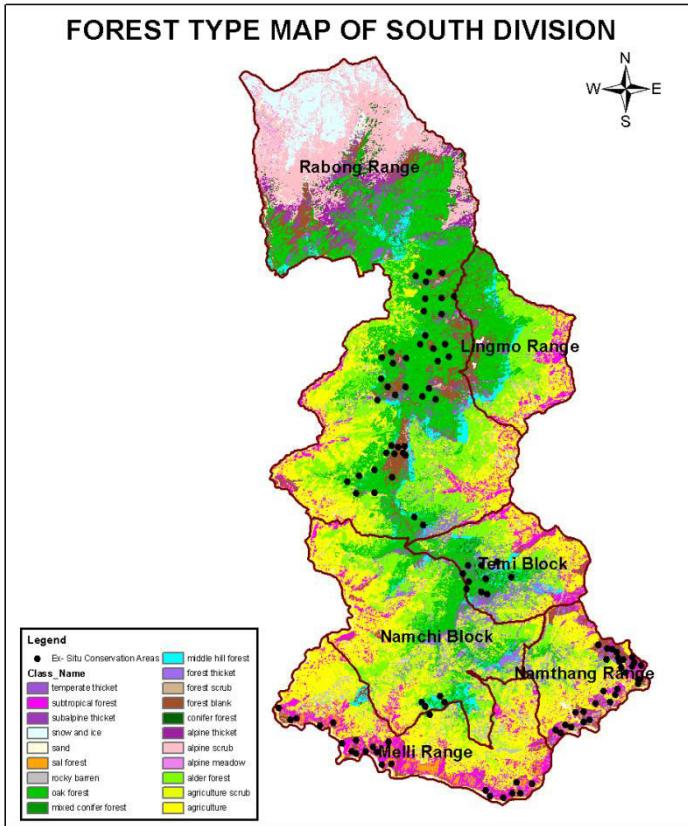 FOREST TYPE MAP OF SOUTH DIVISION
N
W E
S
Rabong Range
Lingmo Range
Temi Block
Namchi Block
Namthang Range
Melli Range
Legend
Ex- Situ Conservation Areas
Class_Name
temperate thicket
subtropical forest
subalpine thicket
snow and ice
sand
sal forest
rocky barren
oak forest
mixed conifer forest
middle hill forest
forest thicket
forest scrub
forest blank
conifer forest
alpine thicket
alpine scrub
alpine meadow
alder forest
agriculture scrub
agriculture